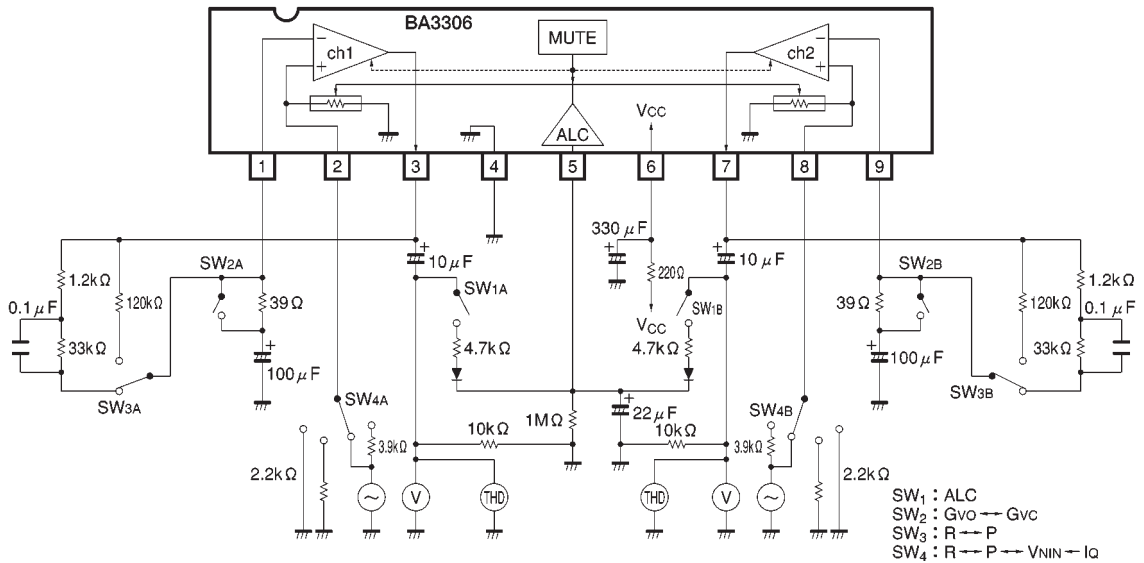 BA3306
MUTE
ch1
ch2
ALC
VCC
1
2
3
4
5
6
7
8
9
330 μF
220Ω
VCC
10 μF
10 μF
SW1A
SW1B
SW2A
SW2B
1.2kΩ
120kΩ
39Ω
0.1 μF
33kΩ
100 μF
SW3A
4.7kΩ
4.7kΩ
39Ω
120kΩ
1.2kΩ
0.1 μF
33kΩ
100 μF
SW3B
SW4A
1MΩ
22 μF
SW4B
10kΩ
10kΩ
3.9kΩ
3.9kΩ
2.2kΩ
2.2kΩ
~
V
THD
THD
V
~
SW1 : ALC
SW2 : GVO ↔ GVC
SW3 : R ↔ P
SW4 : R ↔ P ↔ VNIN ← IQ